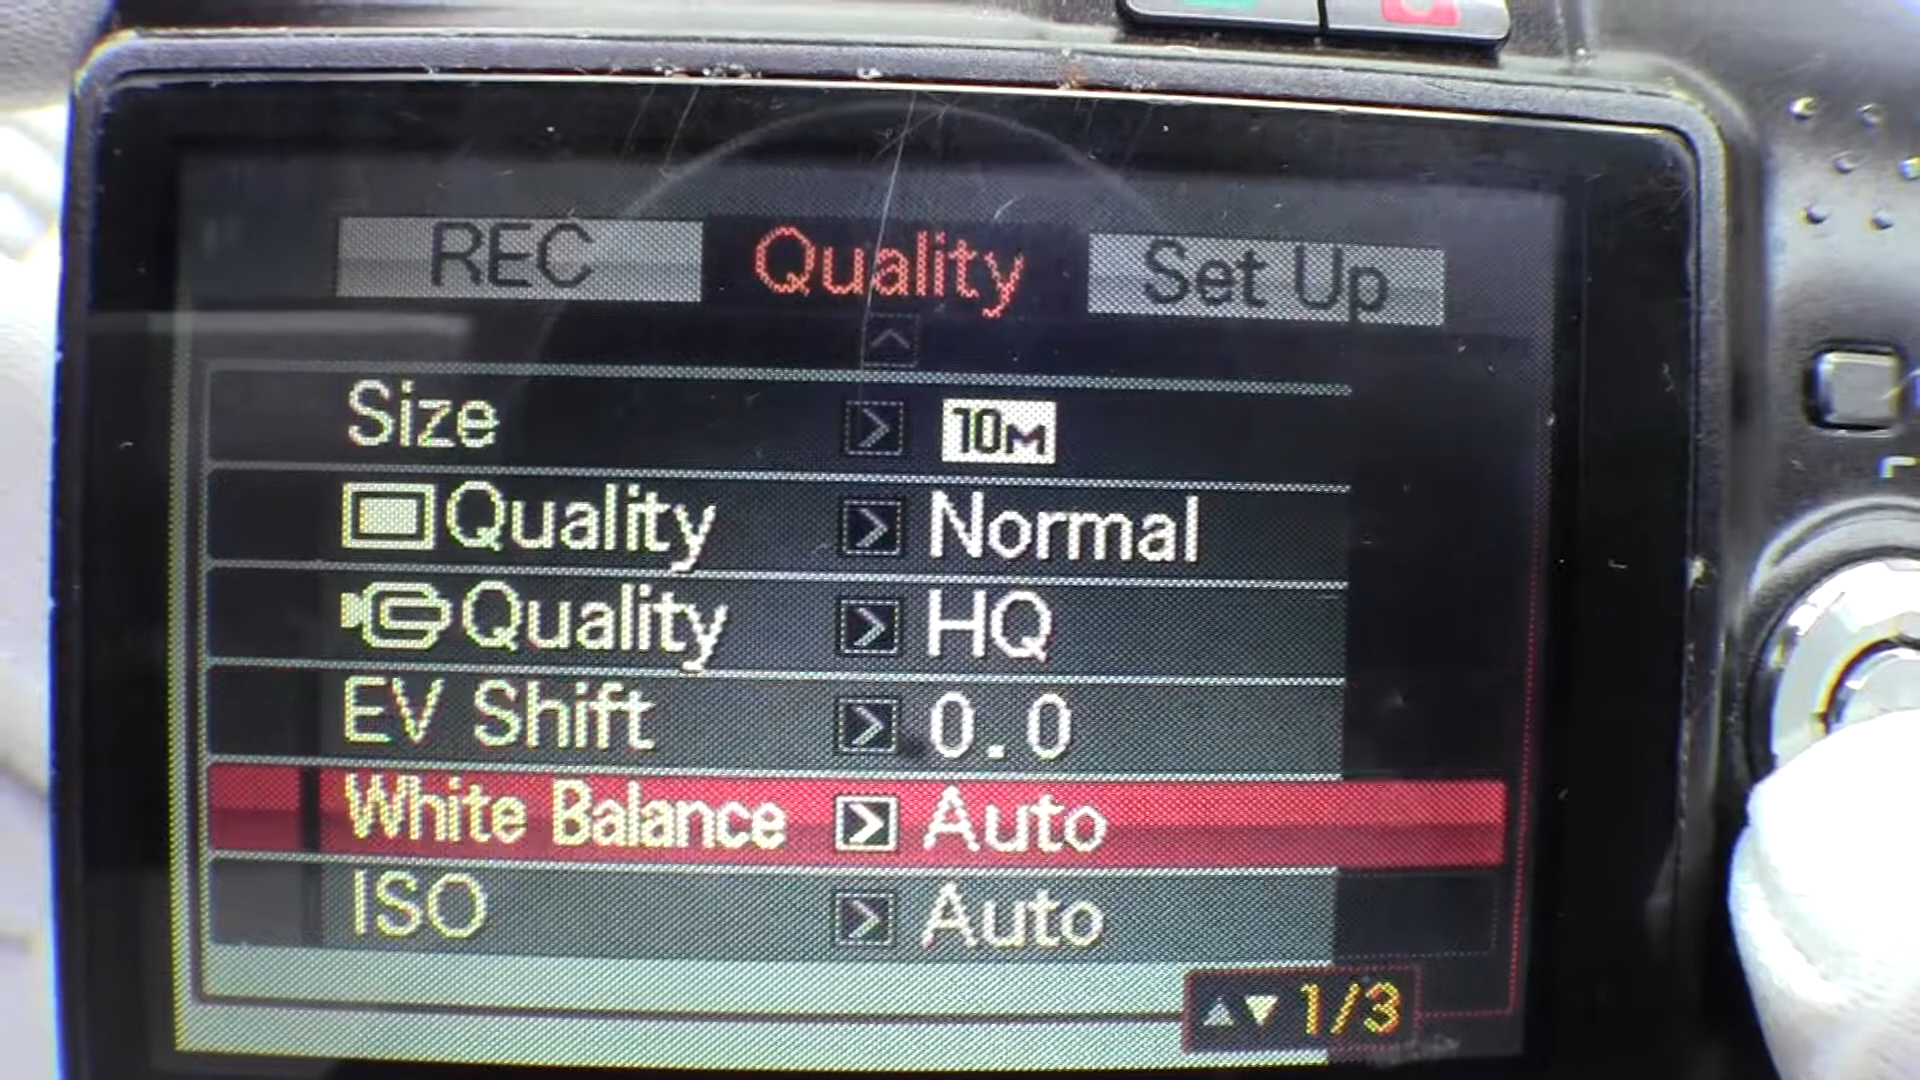 REC Quality Set Up
Size 10M
Quality Normal
Quality HQ
EV Shift 0.0
White Balance Auto
ISO Auto
1/3